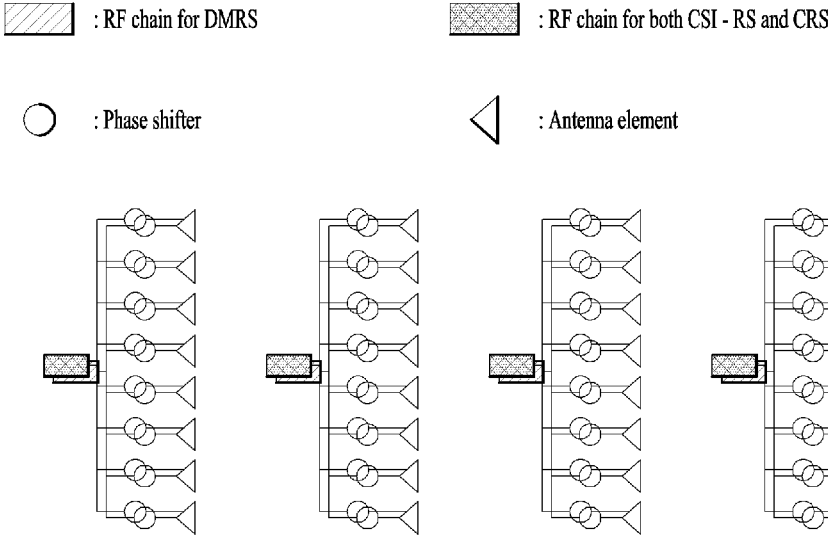 : RF chain for DMRS
: RF chain for both CSI - RS and CRS
: Phase shifter
: Antenna element